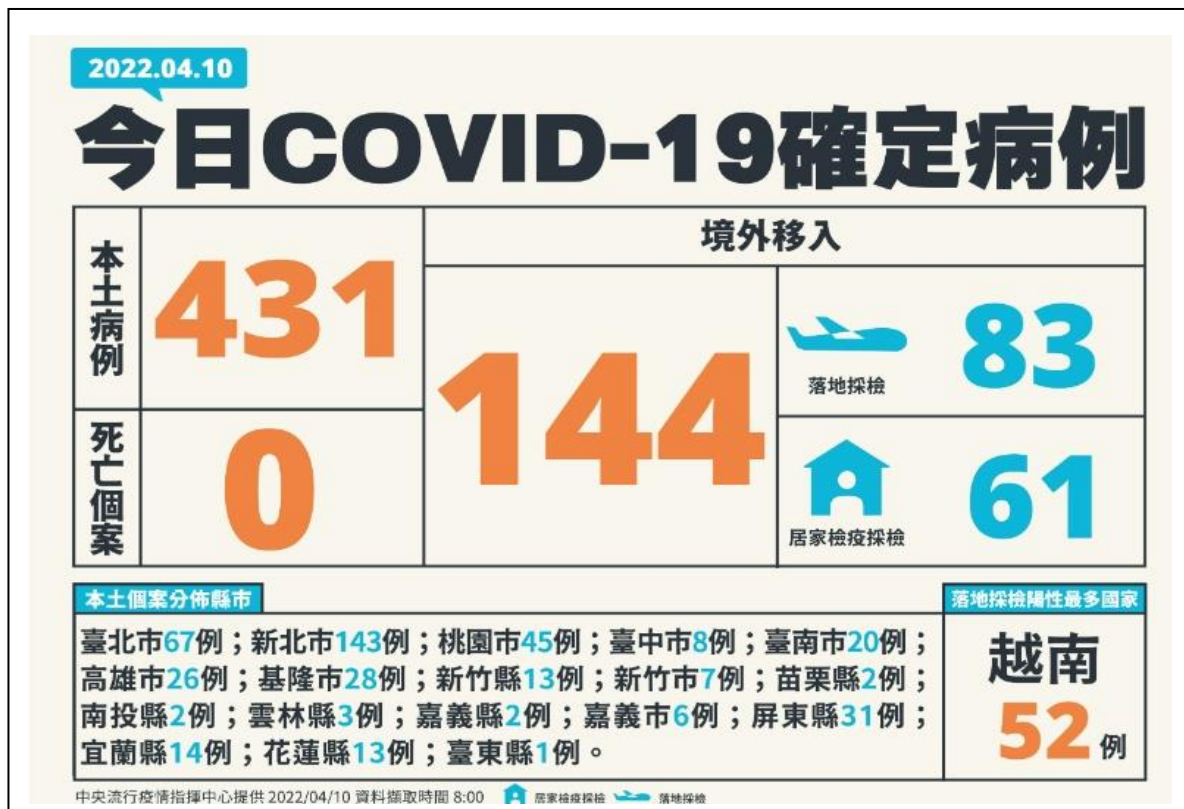 2022.04.10
今日COVID-19確定病例
本土病例
431
死亡個案
0
境外移入
144
落地採檢
83
居家檢疫採檢
61
本土個案分佈縣市
臺北市67例；新北市143例；桃園市45例；臺中市8例；臺南市20例；
高雄市26例；基隆市28例；新竹縣13例；新竹市7例；苗栗縣2例；
南投縣2例；雲林縣3例；嘉義縣2例；嘉義市6例；屏東縣31例；
宜蘭縣14例；花蓮縣13例；臺東縣1例。
落地採檢陽性最多國家
越南
52例
中央流行疫情指揮中心提供 2022/04/10 資料擷取時間 8:00 居家檢疫採檢 落地採檢